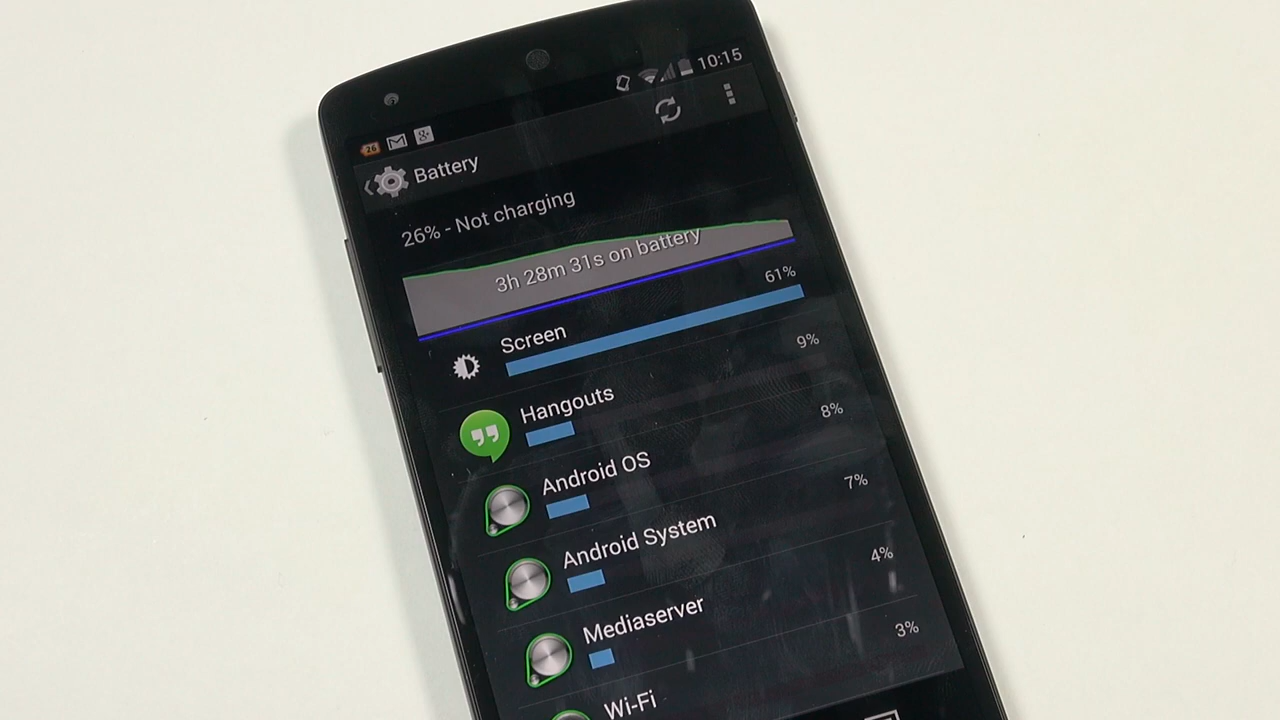 10:15
26
g+
Battery
26% - Not charging
3h 28m 31s on battery
61%
Screen
9%
Hangouts
8%
Android OS
7%
Android System
4%
Mediaserver
3%
Wi-Fi